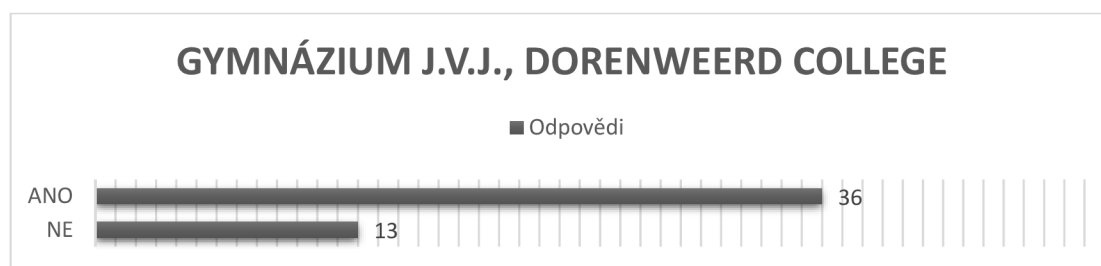 GYMNÁZIUM J.V.J., DORENWEERD COLLEGE
Odpovědi
ANO 36
NE 13